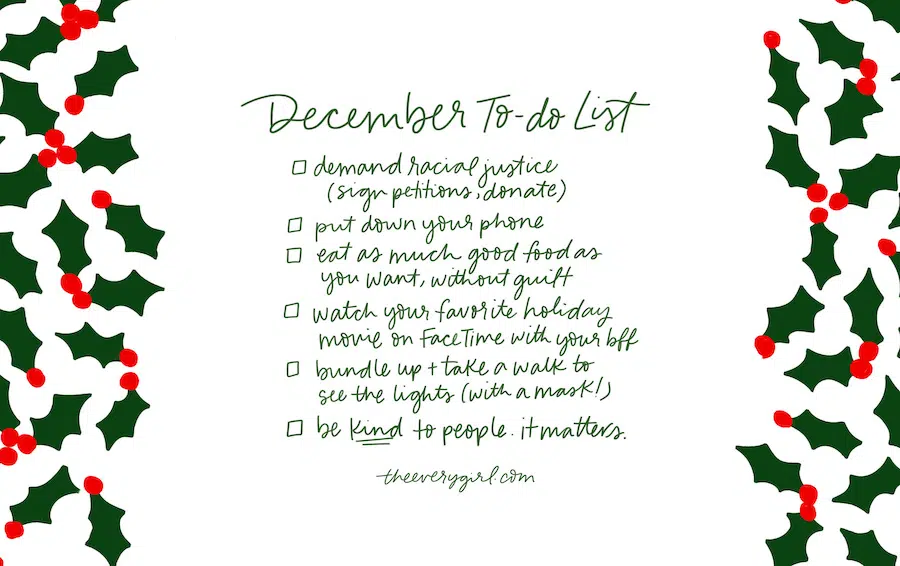 December To-do List
demand racial justice
(sign petitions, donate)
put down your phone
eat as much good food as
you want, without guilt
watch your favorite holiday
movie on FaceTime with your bff
bundle up + take a walk to
see the lights (with a mask!)
be kind to people. it matters.
theeverygirl.com